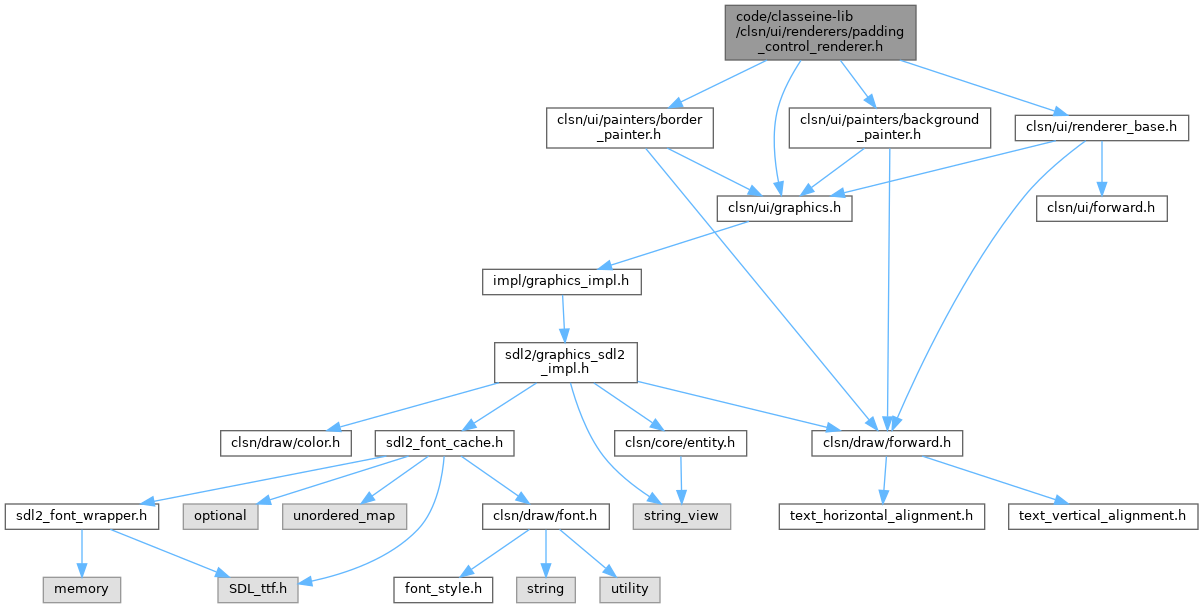 code/classeine-lib
/clsn/ui/renderers/padding
_control_renderer.h
clsn/ui/painters/border
_painter.h
clsn/ui/painters/background
_painter.h
clsn/ui/renderer_base.h
clsn/ui/graphics.h
clsn/ui/forward.h
impl/graphics_impl.h
sdl2/graphics_sdl2
_impl.h
clsn/draw/color.h
sdl2_font_cache.h
clsn/core/entity.h
clsn/draw/forward.h
sdl2_font_wrapper.h
optional
unordered_map
clsn/draw/font.h
string_view
text_horizontal_alignment.h
text_vertical_alignment.h
memory
SDL_ttf.h
font_style.h
string
utility